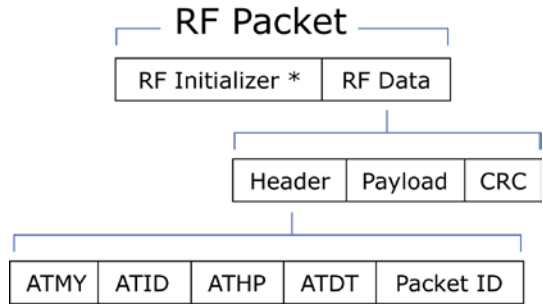 RF Packet
RF Initializer * RF Data
Header Payload CRC
ATMY ATID ATHP ATDT Packet ID